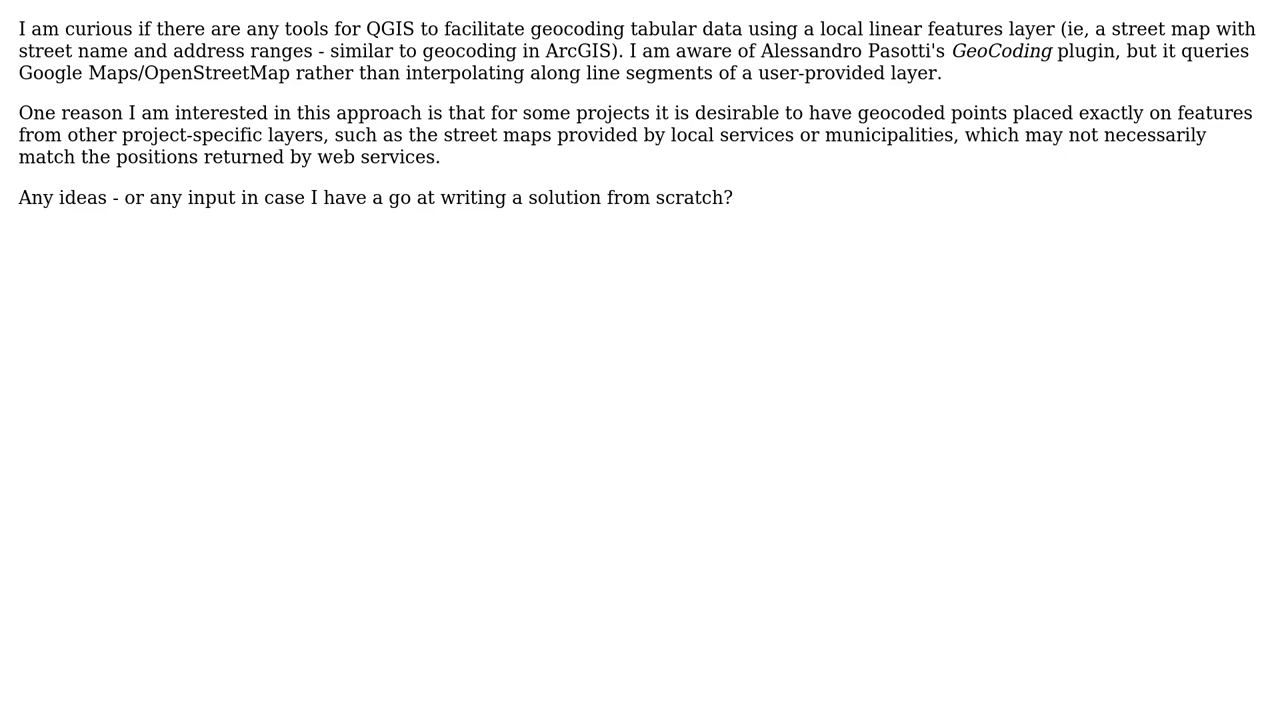 I am curious if there are any tools for QGIS to facilitate geocoding tabular data using a local linear features layer (ie, a street map with
street name and address ranges - similar to geocoding in ArcGIS). I am aware of Alessandro Pasotti's GeoCoding plugin, but it queries
Google Maps/OpenStreetMap rather than interpolating along line segments of a user-provided layer.
One reason I am interested in this approach is that for some projects it is desirable to have geocoded points placed exactly on features
from other project-specific layers, such as the street maps provided by local services or municipalities, which may not necessarily
match the positions returned by web services.
Any ideas - or any input in case I have a go at writing a solution from scratch?